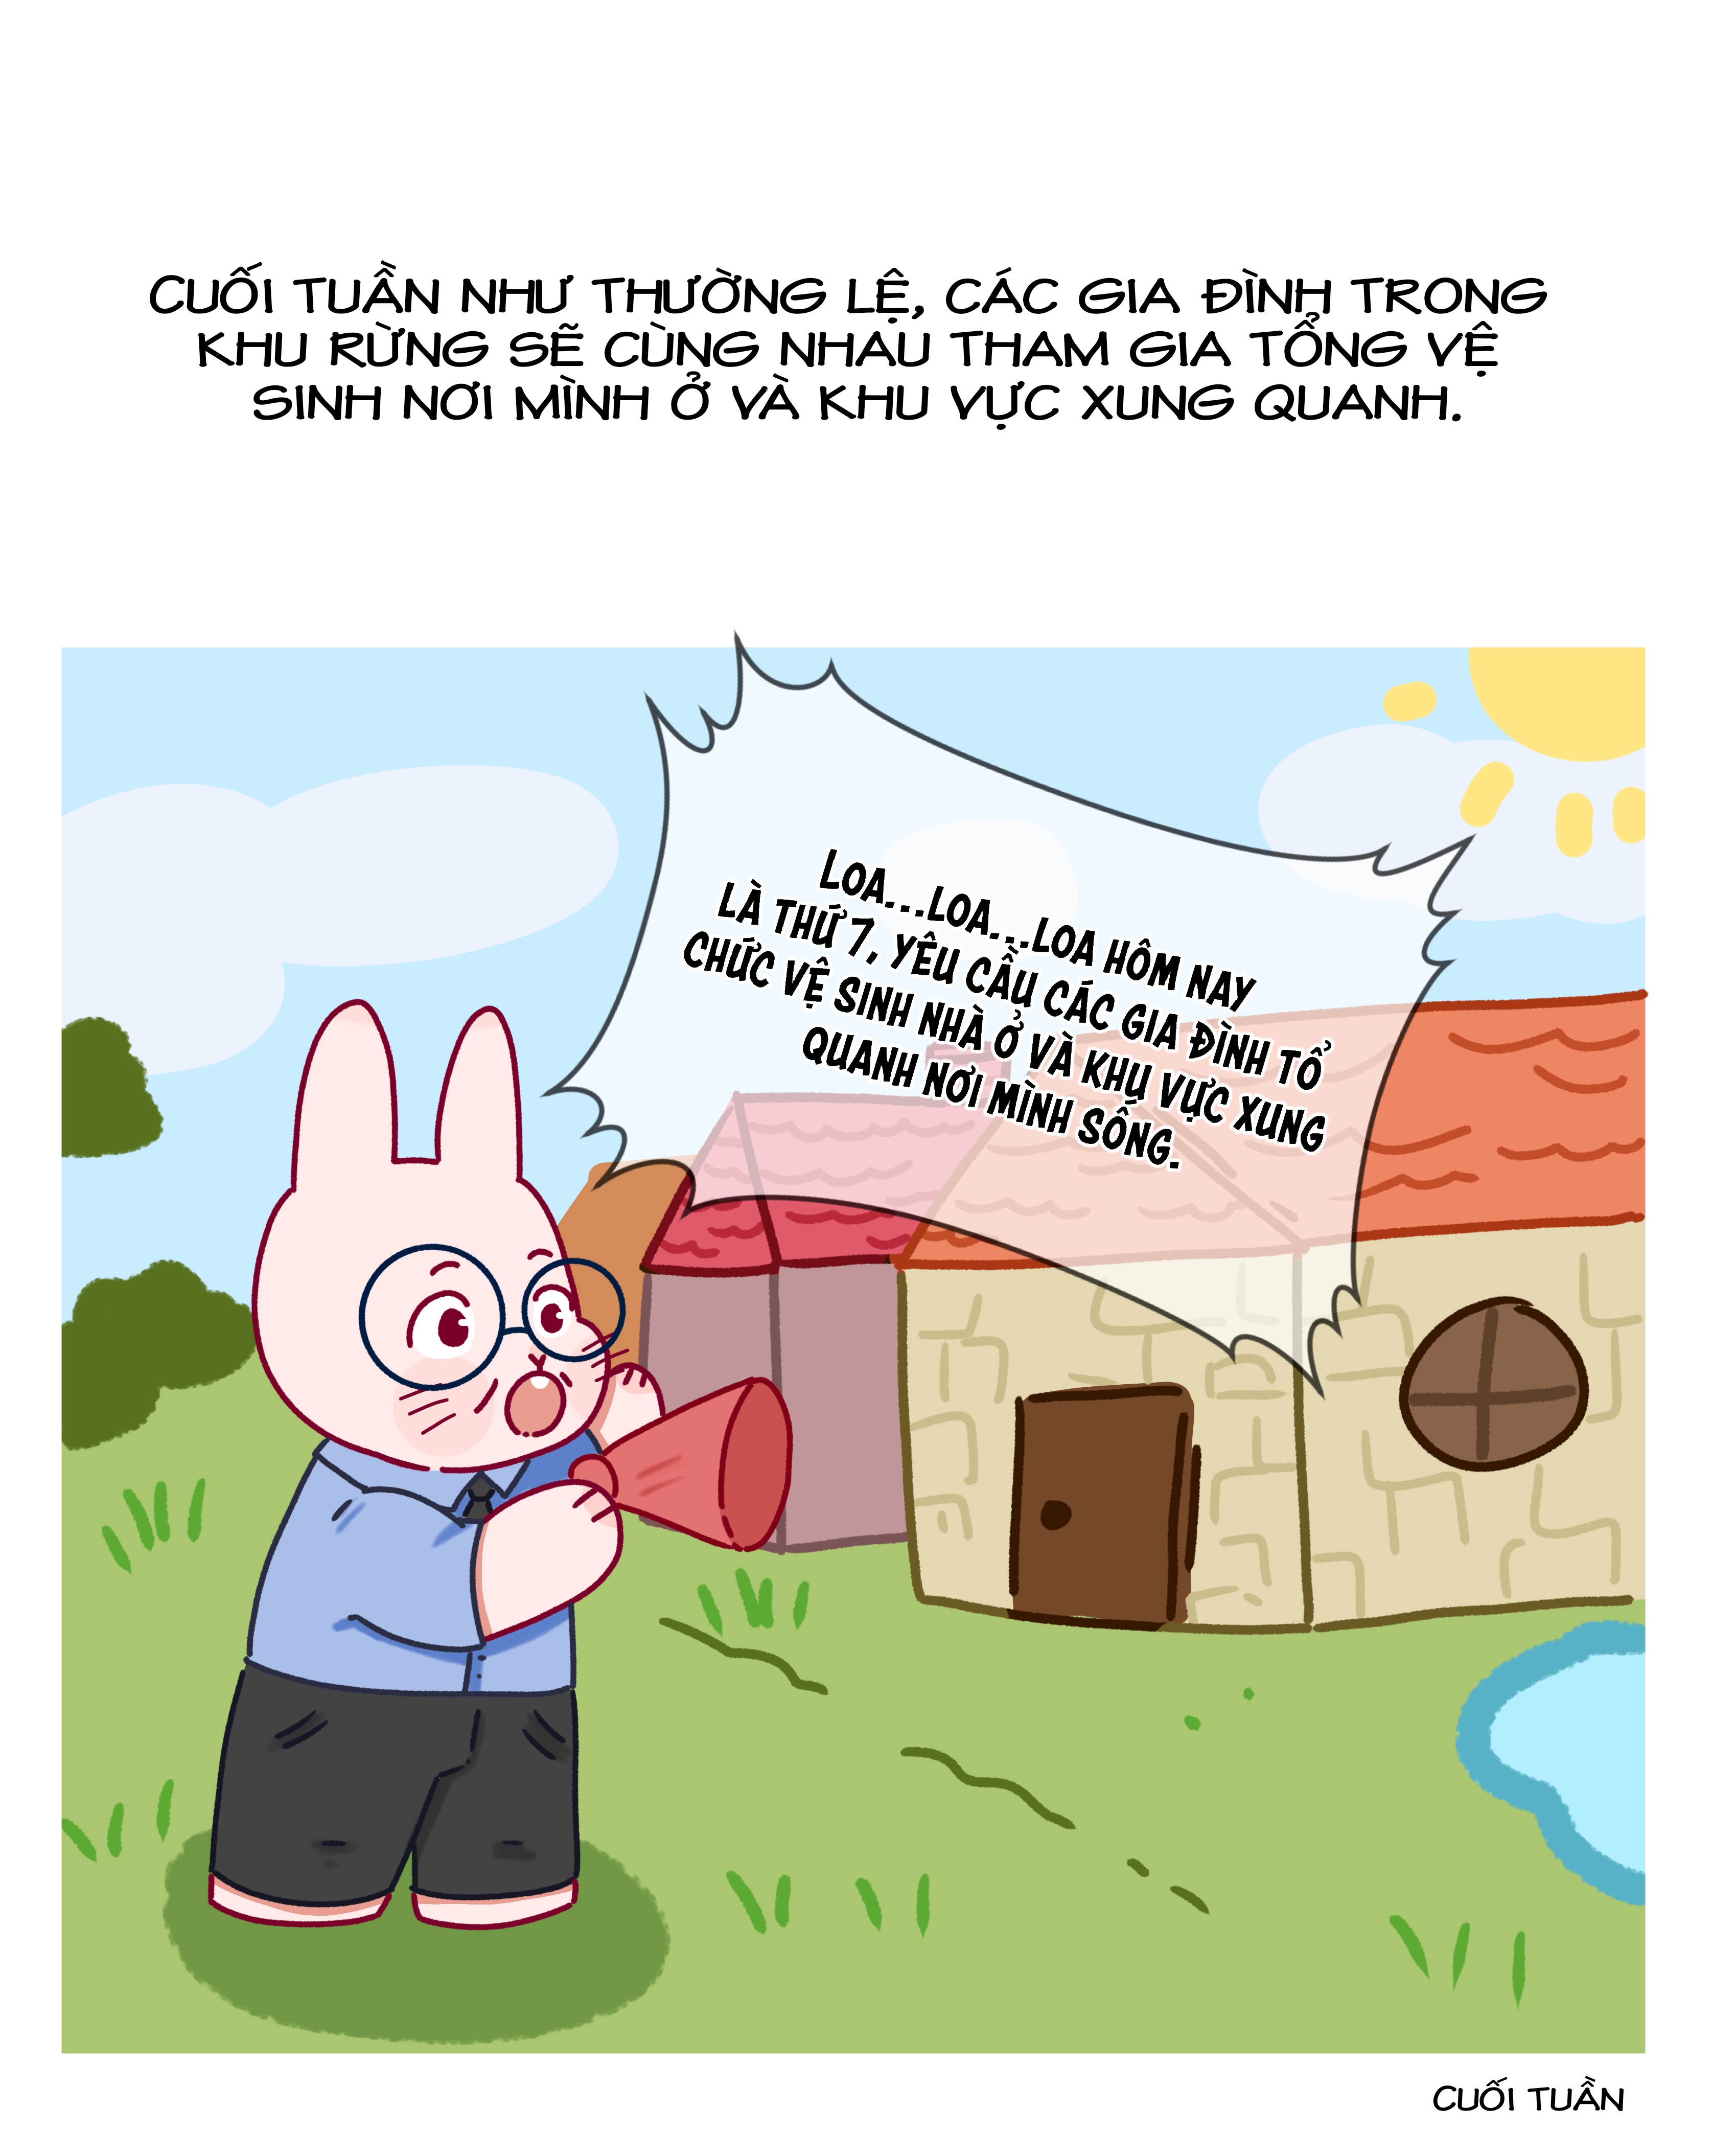 CUỐI TUẦN NHƯ THƯỜNG LỆ, CÁC GIA ĐÌNH TRONG
KHU RỪNG SẼ CÙNG NHAU THAM GIA TỔNG VỆ
SINH NƠI MÌNH Ở VÀ KHU VỰC XUNG QUANH.
LOA...LOA...LOA HÔM NAY
LÀ THỨ 7, YÊU CẦU CÁC GIA ĐÌNH TỔ
CHỨC VỆ SINH NHÀ Ở VÀ KHU VỰC XUNG
QUANH NƠI MÌNH SỐNG.
CUỐI TUẦN